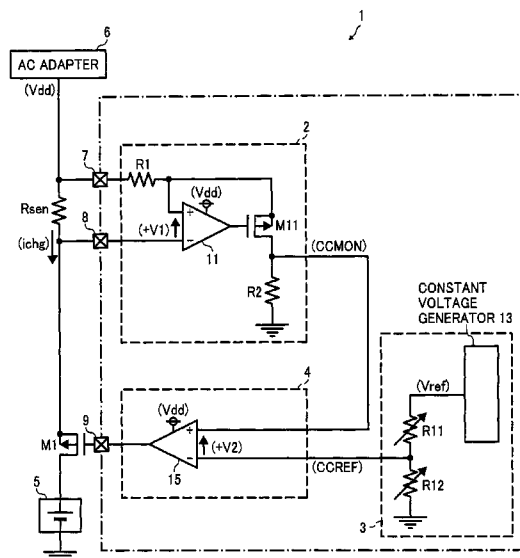 1
6
AC ADAPTER
(Vdd)
2
7
R1
Rsen
(Vdd)
8
M11
(ichg)
(+V1)
11
(CCMON)
R2
CONSTANT
VOLTAGE
GENERATOR 13
4
(Vref)
(Vdd)
9
R11
M1
(+V2)
15
(CCREF)
R12
5
3